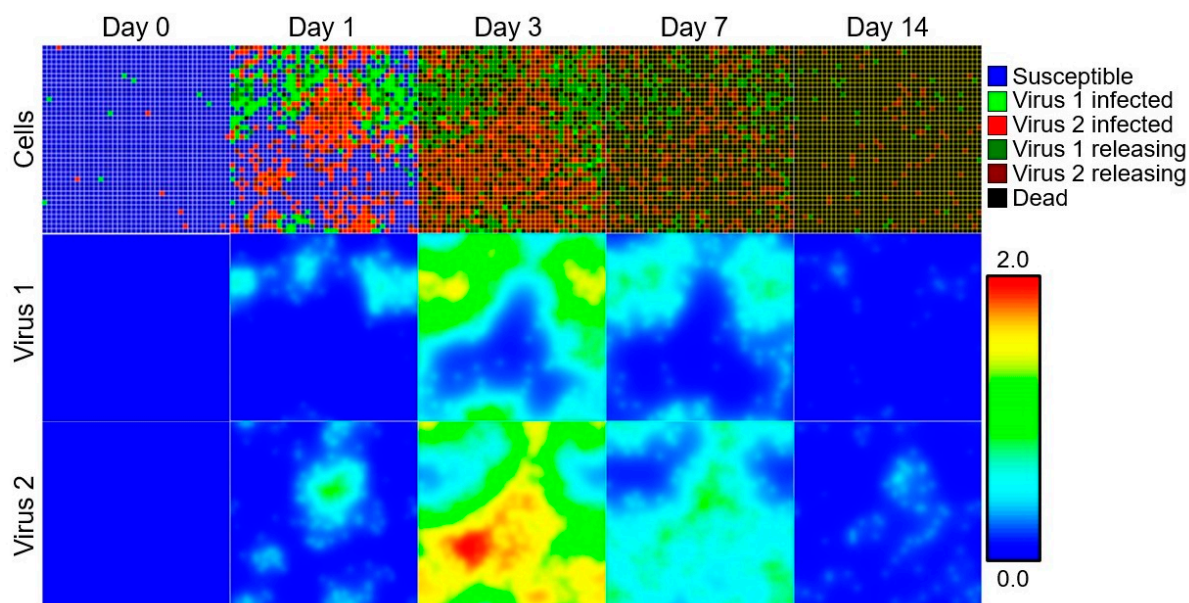 Day 0 Day 1 Day 3 Day 7 Day 14
Cells
Susceptible
Virus 1 infected
Virus 2 infected
Virus 1 releasing
Virus 2 releasing
Dead
Virus 1
2.0
Virus 2
0.0